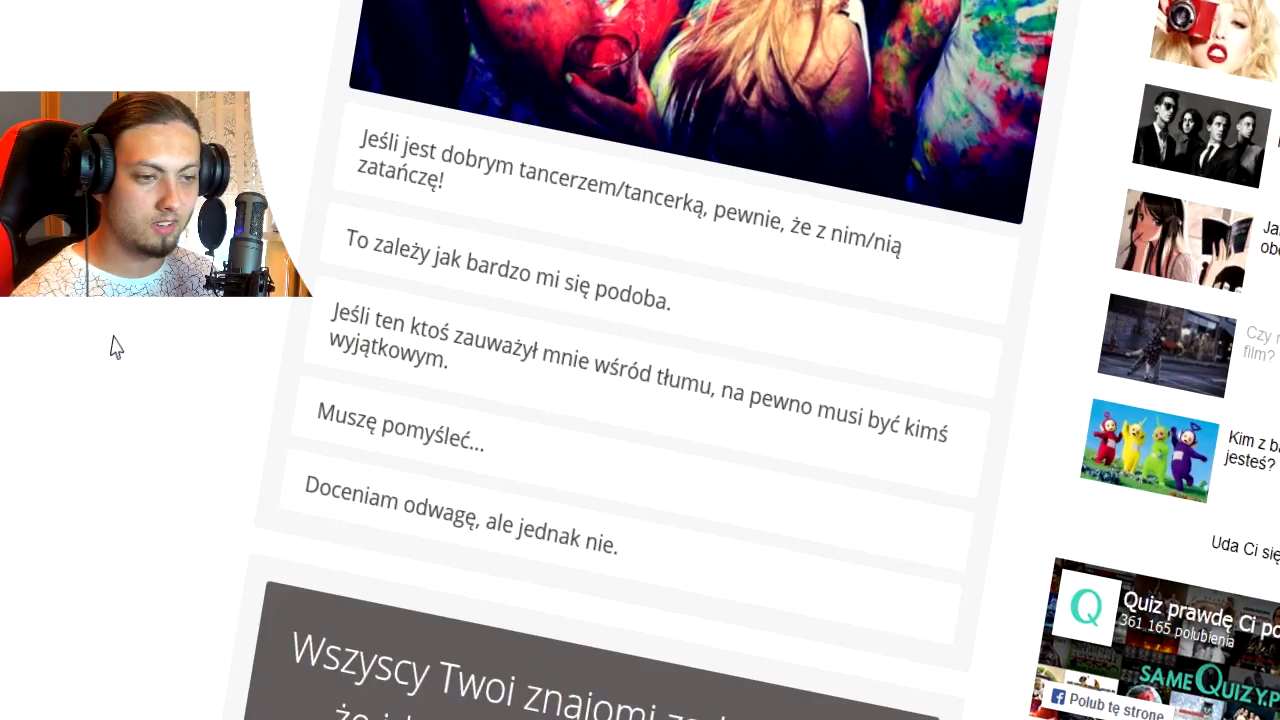 Jeśli jest dobrym tancerzem/tancerką, pewnie, że z nim/nią
zatańczę!
To zależy jak bardzo mi się podoba.
Jeśli ten ktoś zauważył mnie wśród tłumu, na pewno musi być kimś
wyjątkowym.
Muszę pomyśleć...
Doceniam odwagę, ale jednak nie.
Wszyscy Twoi znajomi
Czy
film?
Kim z
jesteś?
Uda Ci się
Q
Quiz prawdę Ci
361 165 polubienia
SAMEQUIZY.P
f Polub tę stronę